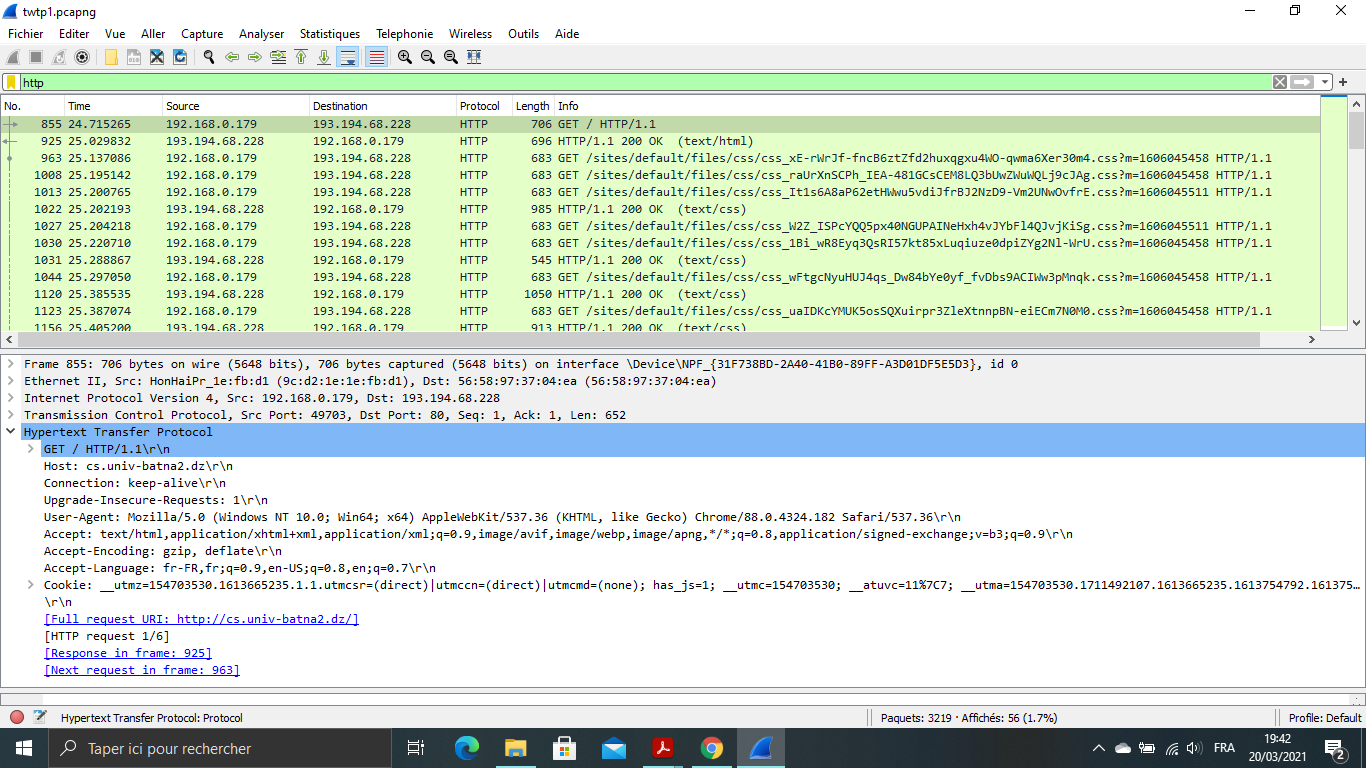 twtp1.pcapng
Fichier Editer Vue Aller Capture Analyser Statistiques Telephonie Wireless Outils Aide
http
No. Time Source Destination Protocol Length Info
855 24.715265 192.168.0.179 193.194.68.228 HTTP 706 GET / HTTP/1.1
925 25.029832 193.194.68.228 192.168.0.179 HTTP 696 HTTP/1.1 200 OK (text/html)
963 25.137086 192.168.0.179 193.194.68.228 HTTP 683 GET /sites/default/files/css/css_xE-rWrJf-fncB6ztZfd2huxqgxu4WO-qwma6Xer30m4.css?m=1606045458 HTTP/1.1
1008 25.195142 192.168.0.179 193.194.68.228 HTTP 683 GET /sites/default/files/css/css_raUrXnSCPh_IEA-481GCsCEM8LQ3bUwZWuWQLj9cJAg.css?m=1606045458 HTTP/1.1
1013 25.200765 192.168.0.179 193.194.68.228 HTTP 683 GET /sites/default/files/css/css_It1s6A8aP62etHWwu5vdiJfrBJ2NzD9-Vm2UNwOvfrE.css?m=1606045511 HTTP/1.1
1022 25.202193 193.194.68.228 192.168.0.179 HTTP 985 HTTP/1.1 200 OK (text/css)
1027 25.204218 192.168.0.179 193.194.68.228 HTTP 683 GET /sites/default/files/css/css_W2Z_ISPcYQQ5px40NGUPAINeHxh4vJYbFl4QJvjKiSg.css?m=1606045511 HTTP/1.1
1030 25.220710 192.168.0.179 193.194.68.228 HTTP 683 GET /sites/default/files/css/css_1Bi_wR8Eyq3QsRI57kt85xLuqiuze0dpiZYg2Nl-WrU.css?m=1606045458 HTTP/1.1
1031 25.288867 193.194.68.228 192.168.0.179 HTTP 545 HTTP/1.1 200 OK (text/css)
1044 25.297050 192.168.0.179 193.194.68.228 HTTP 683 GET /sites/default/files/css/css_wFtgcNyuHUJ4qs_Dw84bYe0yf_fvDbs9ACIWw3pMnqk.css?m=1606045458 HTTP/1.1
1120 25.385535 193.194.68.228 192.168.0.179 HTTP 1050 HTTP/1.1 200 OK (text/css)
1123 25.387074 192.168.0.179 193.194.68.228 HTTP 683 GET /sites/default/files/css/css_uaIDKcYMUK5osSQXuirpr3ZleXtnnpBN-eiECm7N0M0.css?m=1606045458 HTTP/1.1
1156 25.405200 193.194.68.228 192.168.0.179 HTTP 913 HTTP/1.1 200 OK (text/css)
Frame 855: 706 bytes on wire (5648 bits), 706 bytes captured (5648 bits) on interface \Device\NPF_{31F738BD-2A40-41B0-89FF-A3D01DF5E5D3}, id 0
Ethernet II, Src: HonHaiPr_1e:fb:d1 (9c:d2:1e:1e:fb:d1), Dst: 56:58:97:37:04:ea (56:58:97:37:04:ea)
Internet Protocol Version 4, Src: 192.168.0.179, Dst: 193.194.68.228
Transmission Control Protocol, Src Port: 49703, Dst Port: 80, Seq: 1, Ack: 1, Len: 652
Hypertext Transfer Protocol
GET / HTTP/1.1\r\n
Host: cs.univ-batna2.dz\r\n
Connection: keep-alive\r\n
Upgrade-Insecure-Requests: 1\r\n
User-Agent: Mozilla/5.0 (Windows NT 10.0; Win64; x64) AppleWebKit/537.36 (KHTML, like Gecko) Chrome/88.0.4324.182 Safari/537.36\r\n
Accept: text/html,application/xhtml+xml,application/xml;q=0.9,image/avif,image/webp,image/apng,*/*;q=0.8,application/signed-exchange;v=b3;q=0.9\r\n
Accept-Encoding: gzip, deflate\r\n
Accept-Language: fr-FR,fr;q=0.9,en-US;q=0.8,en;q=0.7\r\n
Cookie: __utmz=154703530.1613665235.1.1.utmcsr=(direct)|utmccn=(direct)|utmcmd=(none); has_js=1; __utmc=154703530; __atuvc=11%7C7; __utma=154703530.1711492107.1613665235.1613754792.161375…
\r\n
[Full request URI: http://cs.univ-batna2.dz/]
[HTTP request 1/6]
[Response in frame: 925]
[Next request in frame: 963]
Hypertext Transfer Protocol: Protocol
Paquets: 3219 · Affichés: 56 (1.7%)
Profile: Default
Taper ici pour rechercher
FRA
19:42
20/03/2021
2